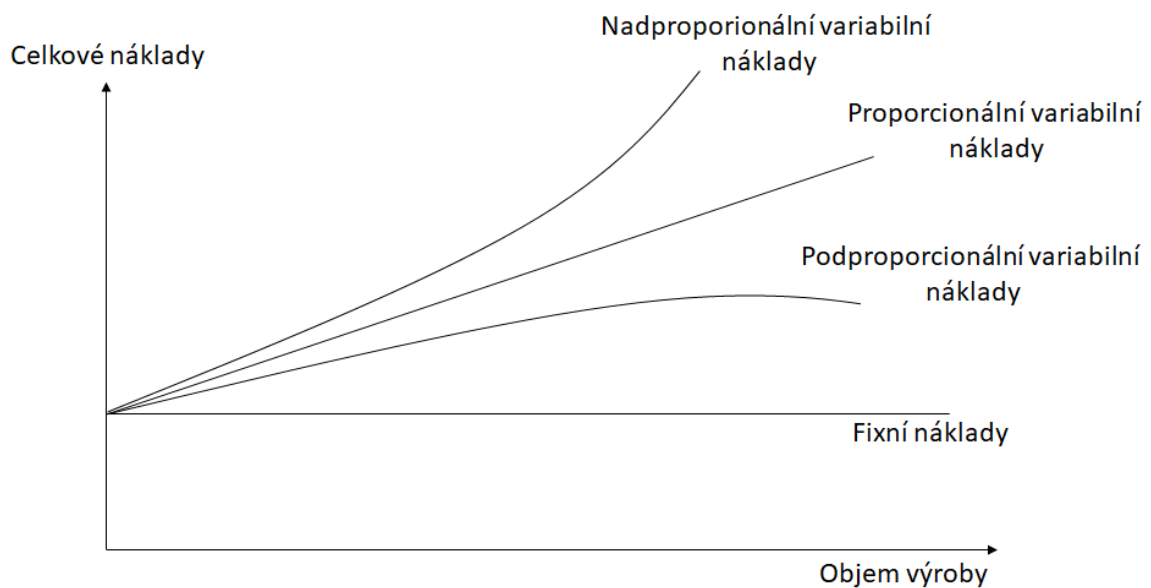 Nadproporionální variabilní
náklady
Celkové náklady
Proporcionální variabilní
náklady
Podproporcionální variabilní
náklady
Fixní náklady
Objem výroby